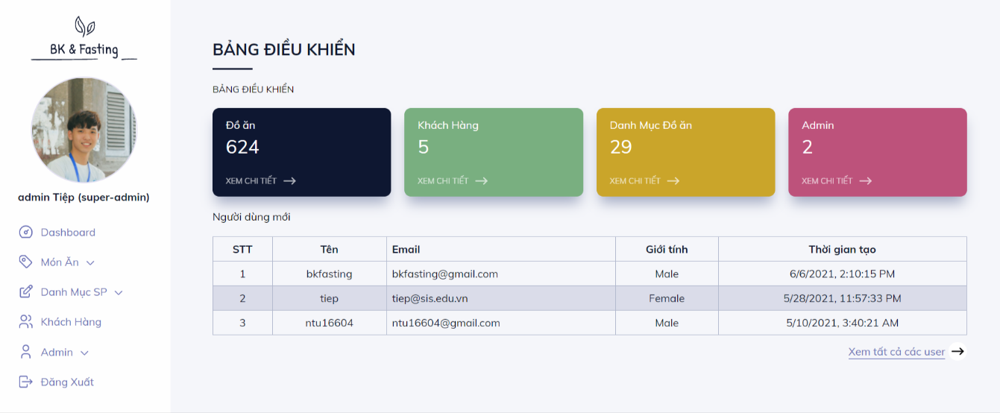 BK & Fasting
admin Tiệp (super-admin)
Dashboard
Món Ăn
Danh Mục SP
Khách Hàng
Admin
Đăng Xuất
BẢNG ĐIỀU KHIỂN
BẢNG ĐIỀU KHIỂN
Đồ ăn
624
XEM CHI TIẾT
Khách Hàng
5
XEM CHI TIẾT
Danh Mục Đồ ăn
29
XEM CHI TIẾT
Admin
2
XEM CHI TIẾT
Người dùng mới
STT Tên Email Giới tính Thời gian tạo
1 bkfasting bkfasting@gmail.com Male 6/6/2021, 2:10:15 PM
2 tiep tiep@sis.edu.vn Female 5/28/2021, 11:57:33 PM
3 ntu16604 ntu16604@gmail.com Male 5/10/2021, 3:40:21 AM
Xem tất cả các user